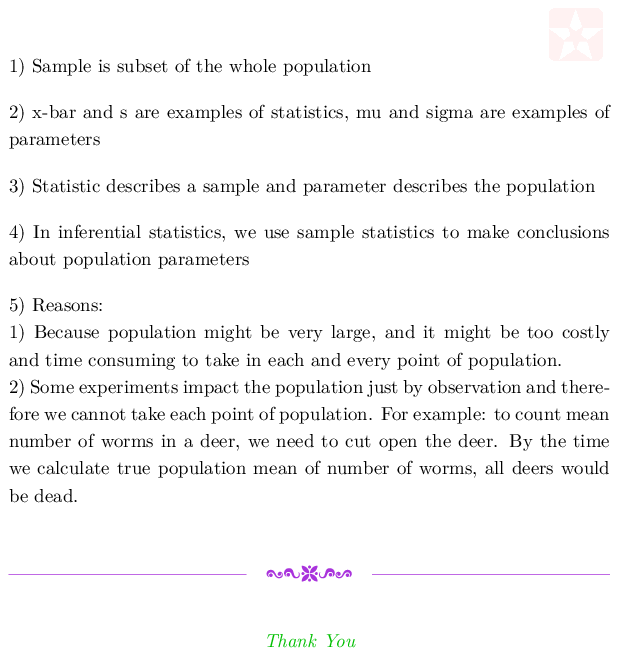 1) Sample is subset of the whole population
2) x-bar and s are examples of statistics, mu and sigma are examples of
parameters
3) Statistic describes a sample and parameter describes the population
4) In inferential statistics, we use sample statistics to make conclusions
about population parameters
5) Reasons:
1) Because population might be very large, and it might be too costly
and time consuming to take in each and every point of population.
2) Some experiments impact the population just by observation and there-
fore we cannot take each point of population. For example: to count mean
number of worms in a deer, we need to cut open the deer. By the time
we calculate true population mean of number of worms, all deers would
be dead.
Thank You